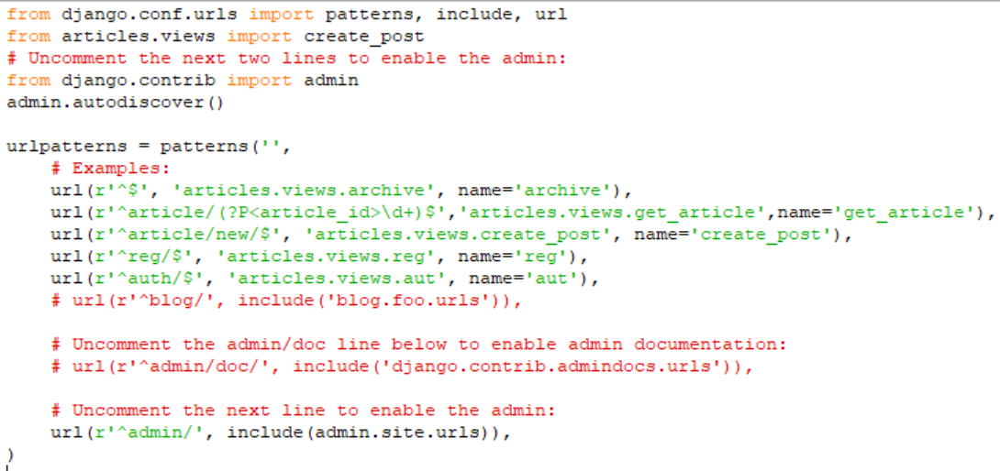 from django.conf.urls import patterns, include, url
from articles.views import create_post
# Uncomment the next two lines to enable the admin:
from django.contrib import admin
admin.autodiscover()

urlpatterns = patterns('',
    # Examples:
    url(r'^$', 'articles.views.archive', name='archive'),
    url(r'^article/(?P<article_id>\d+)$','articles.views.get_article',name='get_article'),
    url(r'^article/new/$', 'articles.views.create_post', name='create_post'),
    url(r'^reg/$', 'articles.views.reg', name='reg'),
    url(r'^auth/$', 'articles.views.aut', name='aut'),
    # url(r'^blog/', include('blog.foo.urls')),

    # Uncomment the admin/doc line below to enable admin documentation:
    # url(r'^admin/doc/', include('django.contrib.admindocs.urls')),

    # Uncomment the next line to enable the admin:
    url(r'^admin/', include(admin.site.urls)),
)